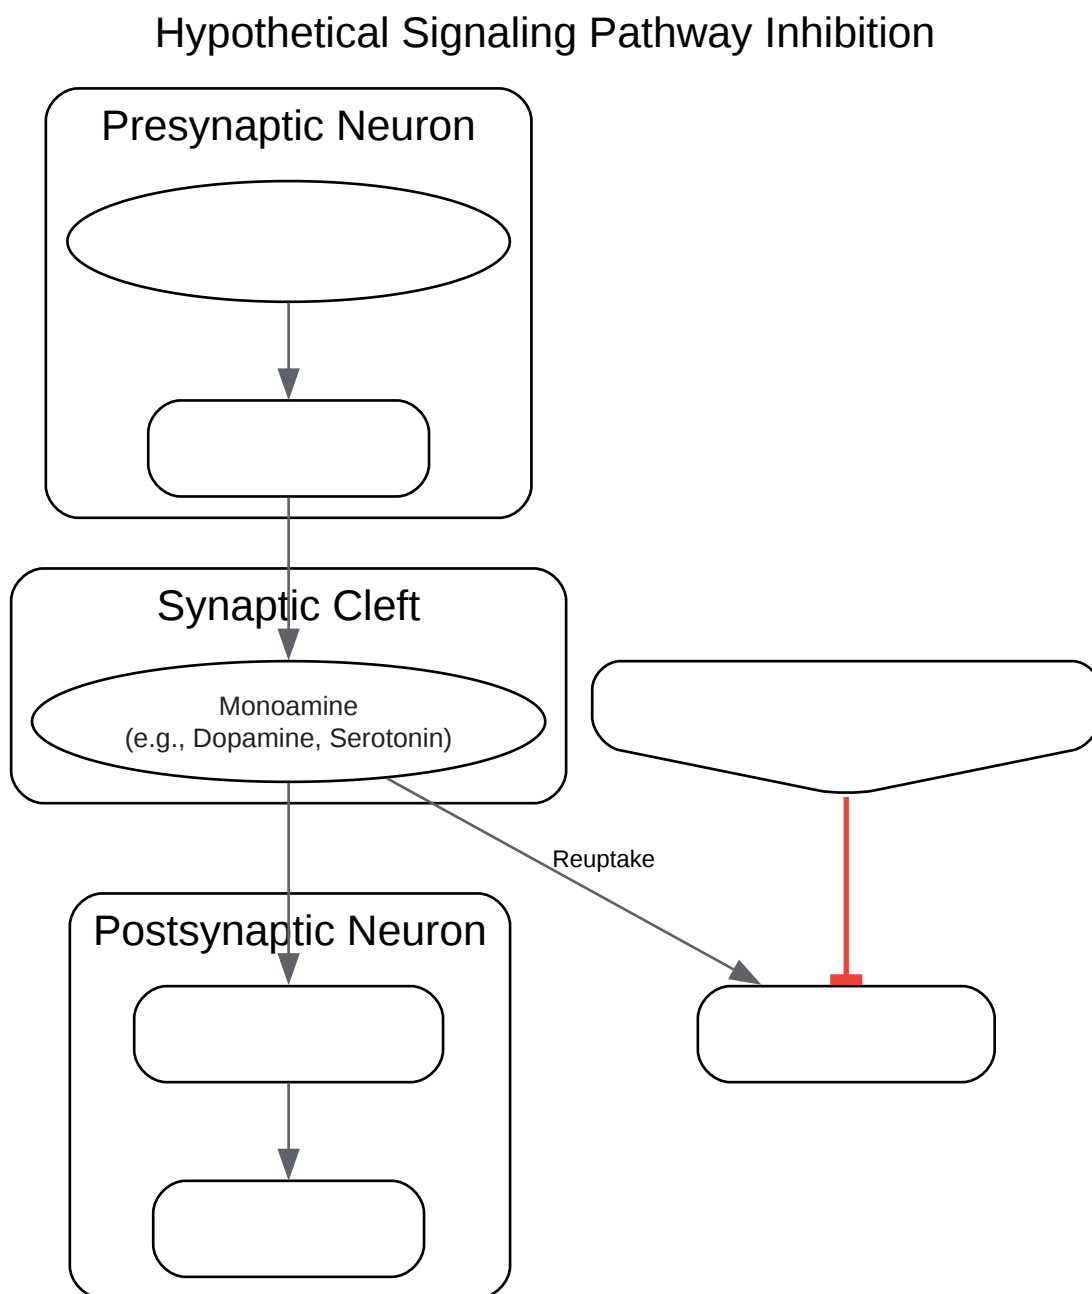 Hypothetical Signaling Pathway Inhibition
Presynaptic Neuron
Synaptic Cleft
Monoamine
(e.g., Dopamine, Serotonin)
Reuptake
Postsynaptic Neuron